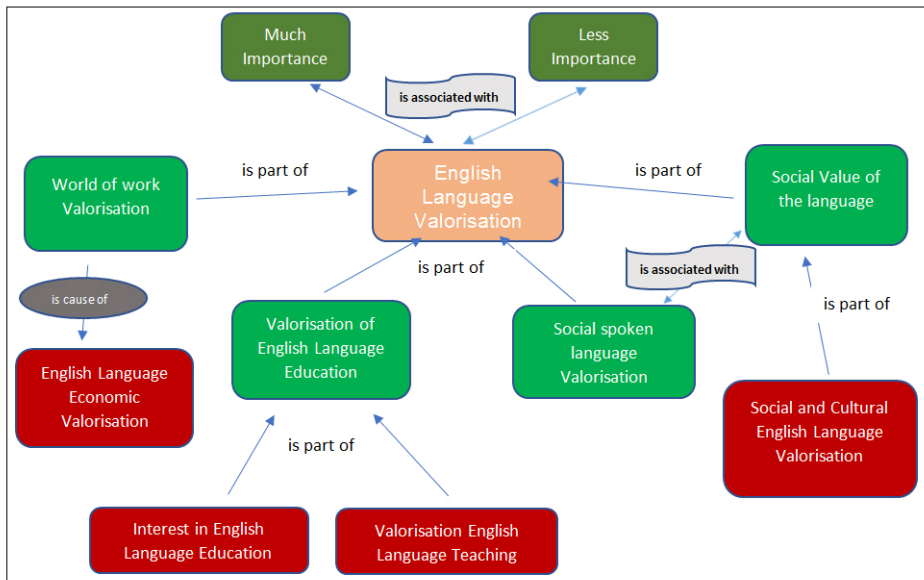 Much
Importance
Less
Importance
is associated with
World of work
Valorisation
is part of
English
Language
Valorisation
is part of
Social Value of
the language
is part of
is associated with
is cause of
is part of
Valorisation of
English Language
Education
Social spoken
language
Valorisation
English Language
Economic
Valorisation
Social and Cultural
English Language
Valorisation
is part of
Interest in English
Language Education
Valorisation English
Language Teaching